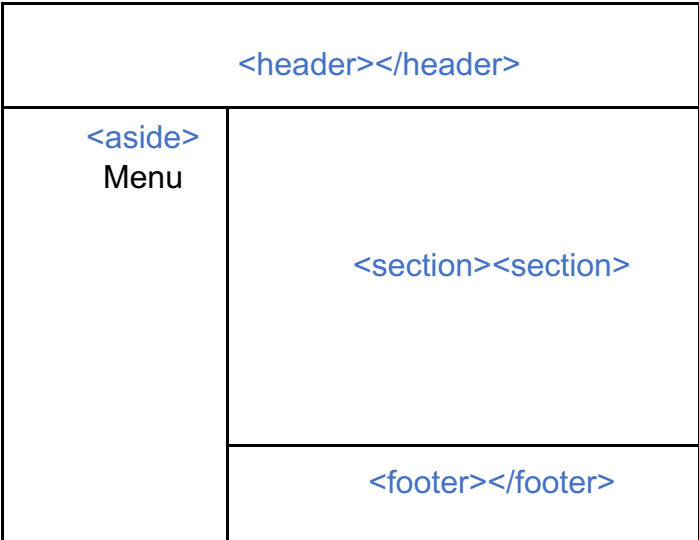 <header></header>
<aside>
Menu
<section><section>
<footer></footer>